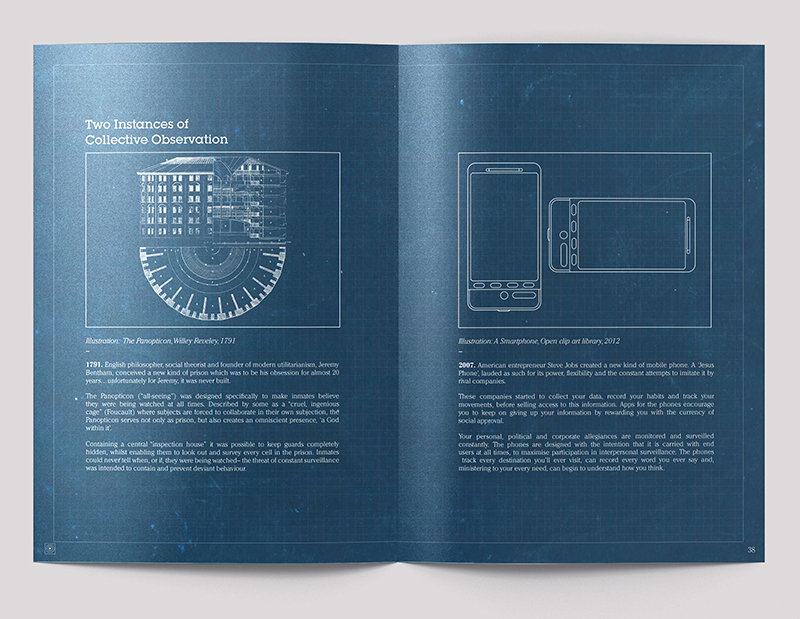 Two Instances of
Collective Observation
Illustration: The Panopticon, Willey Reveley, 1791
1791. English philosopher, social theorist and founder of modern utilitarianism, Jeremy
Bentham, conceived a new kind of prison which was to be his obsession for almost 20
years...unfortunately for Jeremy, it was never built.
The Panopticon ("all-seeing") was designed specifically to make inmates believe
they were being watched at all times. Described by some as a "cruel, ingenious
cage" (Foucault) where subjects are forced to collaborate in their own subjection, the
Panopticon serves not only as prison, but also creates an omniscient presence, 'a God
within it'.
Containing a central "inspection house" it was possible to keep guards completely
hidden, whilst enabling them to look out and survey every cell in the prison. Inmates
could never tell when, or if, they were being watched– the threat of constant surveillance
was intended to contain and prevent deviant behaviour.
Illustration: A Smartphone, Open clip art library, 2012
2007. American entrepreneur Steve Jobs created a new kind of mobile phone. A 'Jesus
Phone', lauded as such for its power, flexibility and the constant attempts to imitate it by
rival companies.
These companies started to collect your data, record your habits and track your
movements, before selling access to this information. Apps for the phones encourage
you to keep on giving up your information by rewarding you with the currency of
social approval.
Your personal, political and corporate allegiances are monitored and surveilled
constantly. The phones are designed with the intention that it is carried with end
users at all times, to maximise participation in interpersonal surveillance. The phones
track every destination you'll ever visit, can record every word you ever say and,
ministering to your every need, can begin to understand how you think.
38